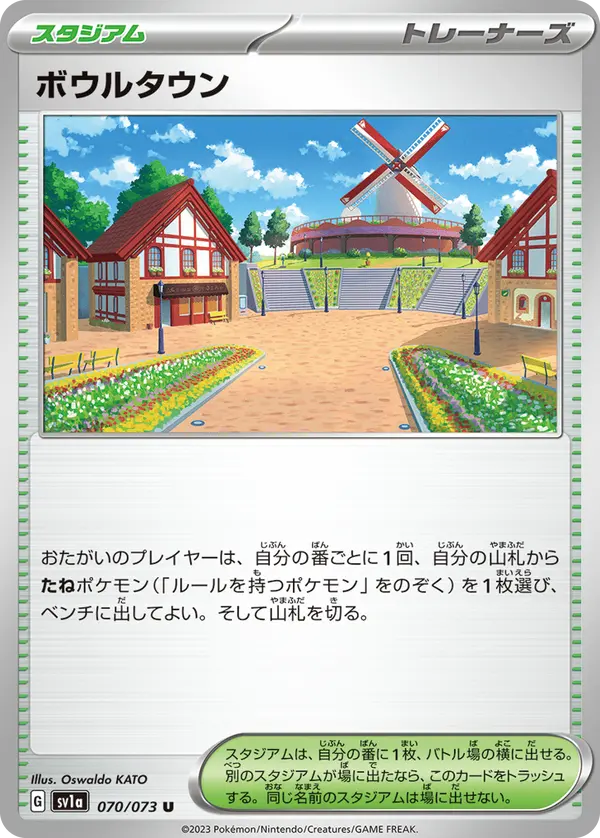 スタジアム
トレーナーズ
ボウルタウン
おたがいのプレイヤーは、自分の番ごとに1回、自分の山札から
たねポケモン(「ルールを持つポケモン」をのぞく)を1枚選び、
ベンチに出してよい。そして山札を切る。
スタジアムは、自分の番に1枚、バトル場の横に出せる。
別のスタジアムが場に出たなら、このカードをトラッシュ
する。同じ名前のスタジアムは場に出せない。
Illus. Oswaldo KATO
G sv1a 070/073 U
©2023 Pokémon/Nintendo/Creatures/GAME FREAK.